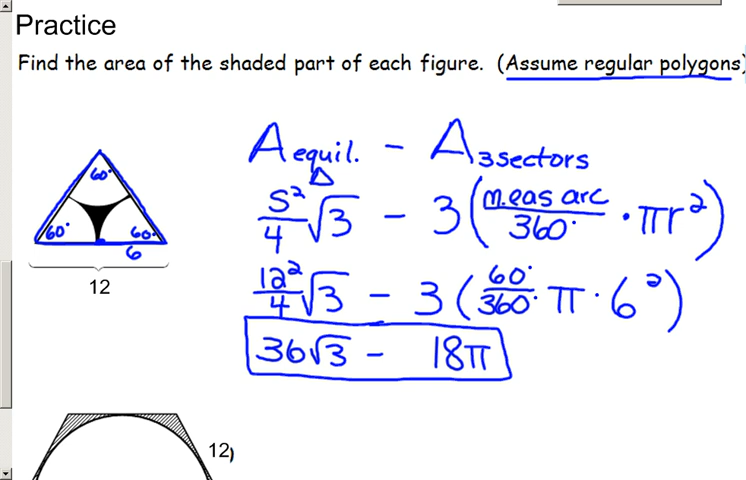 Practice
Find the area of the shaded part of each figure. (Assume regular polygons)
A equil. △ - A 3 sectors
s²/4 √3 - 3(meas arc/360° · πr²)
12²/4 √3 - 3(60°/360° π · 6²)
36√3 - 18π
60°
60° 60°
6
12
12)